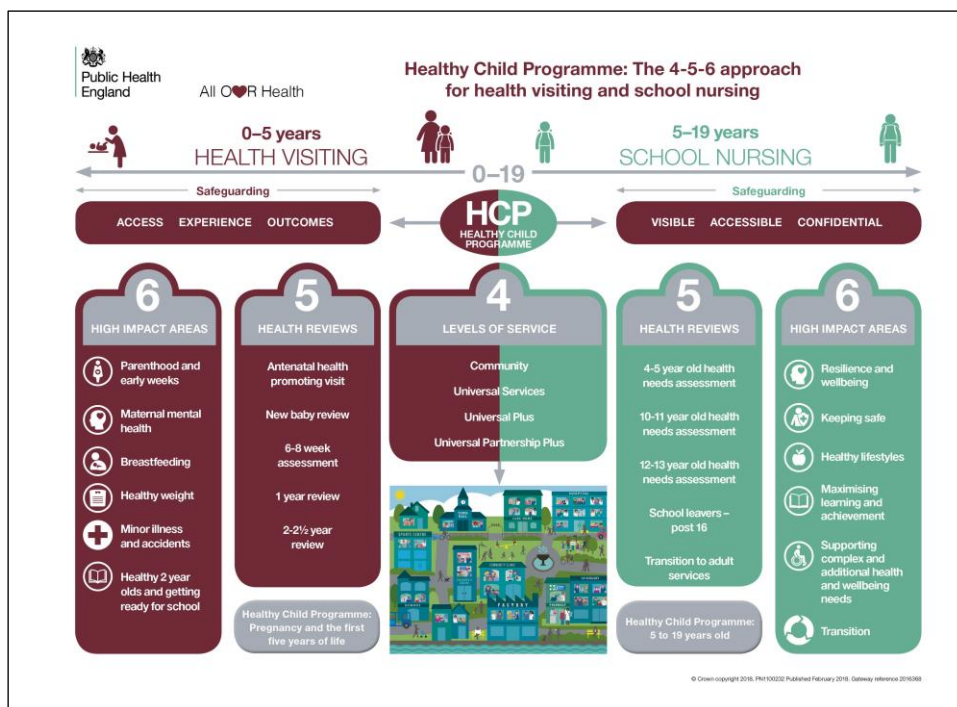 Public Health
England
All O♥R Health
Healthy Child Programme: The 4-5-6 approach
for health visiting and school nursing
0–5 years
HEALTH VISITING
5–19 years
SCHOOL NURSING
0–19
Safeguarding
Safeguarding
ACCESS EXPERIENCE OUTCOMES
HCP
HEALTHY CHILD
PROGRAMME
VISIBLE ACCESSIBLE CONFIDENTIAL
6
HIGH IMPACT AREAS
Parenthood and
early weeks
Maternal mental
health
Breastfeeding
Healthy weight
Minor illness
and accidents
Healthy 2 year
olds and getting
ready for school
5
HEALTH REVIEWS
Antenatal health
promoting visit
New baby review
6-8 week
assessment
1 year review
2-2½ year
review
Healthy Child Programme:
Pregnancy and the first
five years of life
4
LEVELS OF SERVICE
Community
Universal Services
Universal Plus
Universal Partnership Plus
SPORTS CENTRE
FACTORY
5
HEALTH REVIEWS
4-5 year old health
needs assessment
10-11 year old health
needs assessment
12-13 year old health
needs assessment
School leavers –
post 16
Transition to adult
services
Healthy Child Programme:
5 to 19 years old
6
HIGH IMPACT AREAS
Resilience and
wellbeing
Keeping safe
Healthy lifestyles
Maximising
learning and
achievement
Supporting
complex and
additional health
and wellbeing
needs
Transition
© Crown copyright 2018, PN1100232 Published February 2018, Gateway reference 2016368